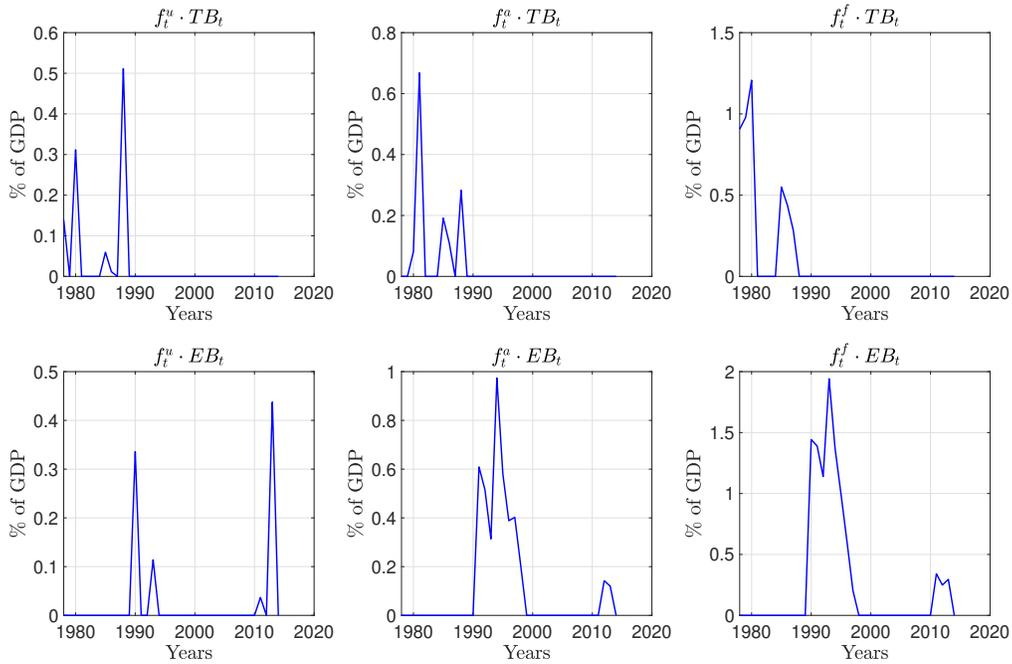 f_t^u · TB_t
% of GDP
0.6
0.5
0.4
0.3
0.2
0.1
0
1980 1990 2000 2010 2020
Years
f_t^a · TB_t
% of GDP
0.8
0.6
0.4
0.2
0
1980 1990 2000 2010 2020
Years
f_t^f · TB_t
% of GDP
1.5
1
0.5
0
1980 1990 2000 2010 2020
Years
f_t^u · EB_t
% of GDP
0.5
0.4
0.3
0.2
0.1
0
1980 1990 2000 2010 2020
Years
f_t^a · EB_t
% of GDP
1
0.8
0.6
0.4
0.2
0
1980 1990 2000 2010 2020
Years
f_t^f · EB_t
% of GDP
2
1.5
1
0.5
0
1980 1990 2000 2010 2020
Years